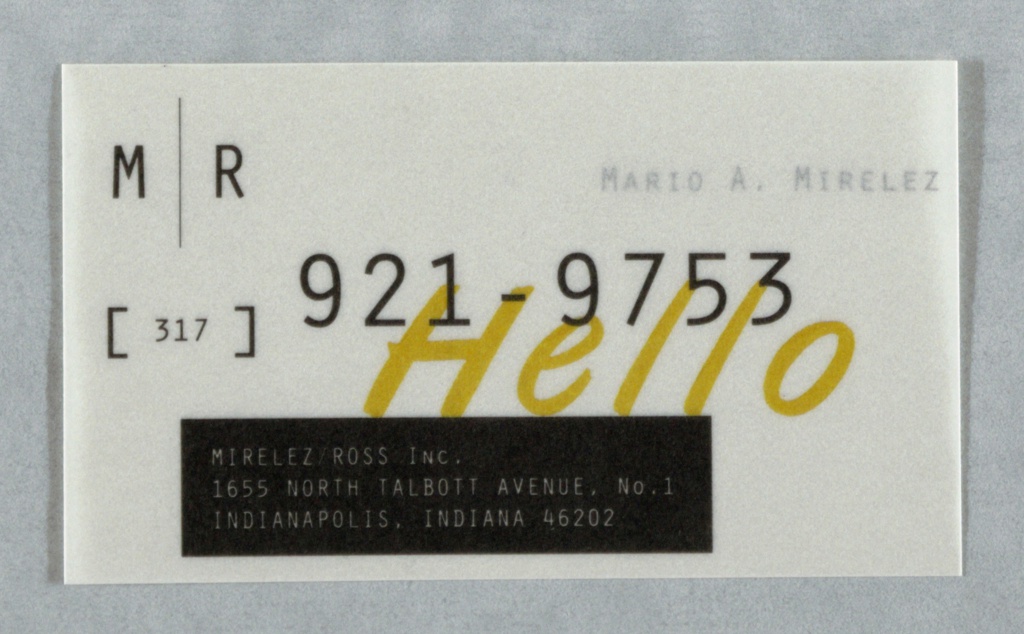 M R
MARIO A. MIRELEZ
921-9753
[ 317 ]
Hello
MIRELEZ/ROSS Inc.
1655 NORTH TALBOTT AVENUE, No.1
INDIANAPOLIS, INDIANA 46202